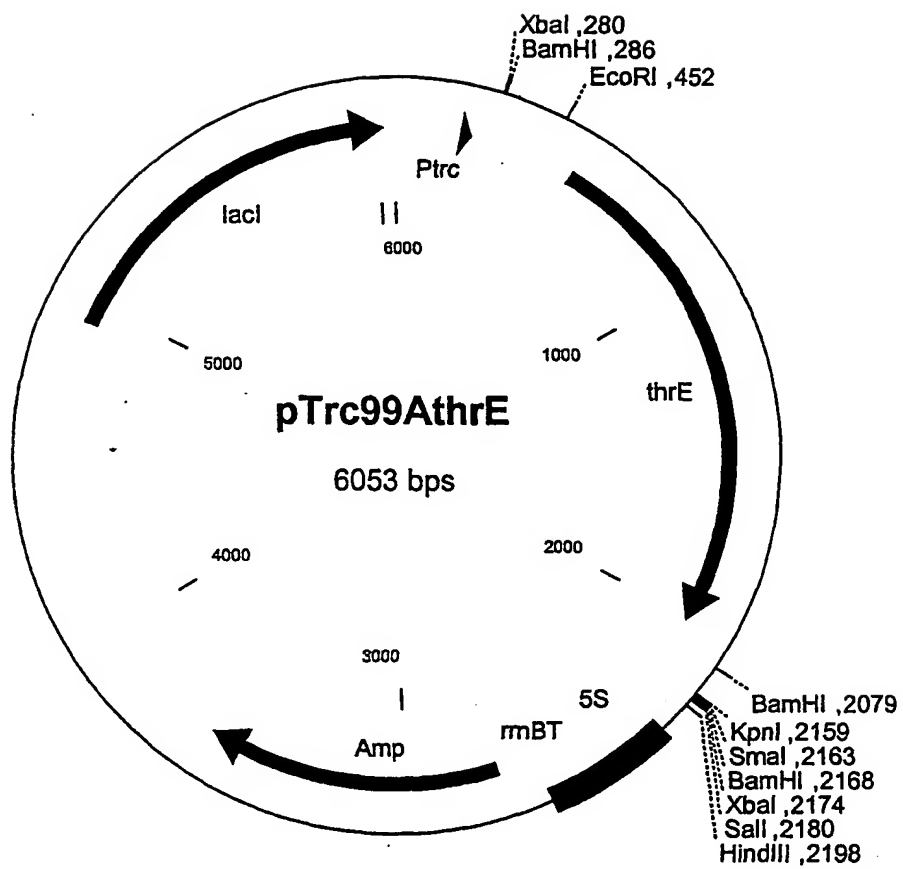 XbaI ,280
BamHI ,286
EcoRI ,452
Ptrc
lacI
6000
5000
1000
thrE
pTrc99AthrE
6053 bps
4000
2000
3000
5S
rrnBT
Amp
BamHI ,2079
KpnI ,2159
SmaI ,2163
BamHI ,2168
XbaI ,2174
SalI ,2180
HindIII ,2198